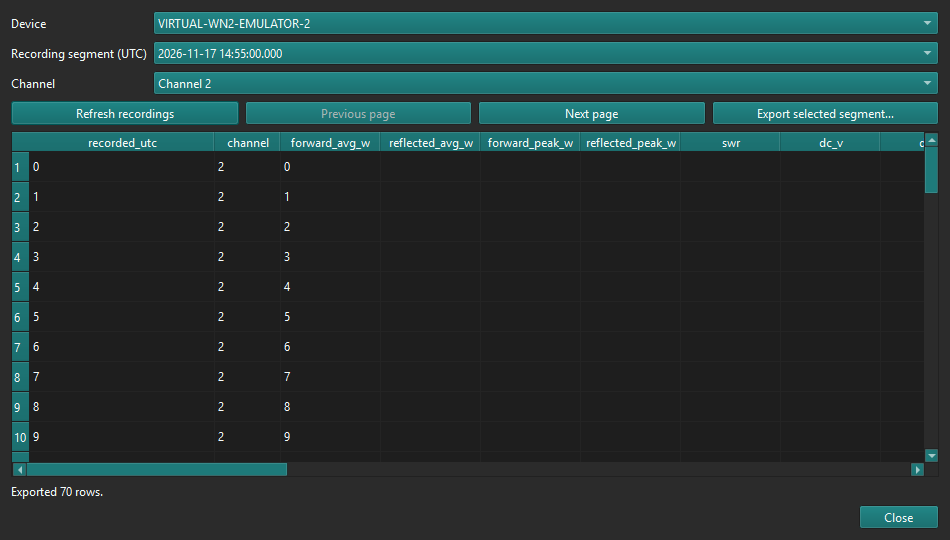 Device VIRTUAL-WN2-EMULATOR-2
Recording segment (UTC) 2026-11-17 14:55:00.000
Channel Channel 2
Refresh recordings Previous page Next page Export selected segment...
recorded_utc channel forward_avg_w reflected_avg_w forward_peak_w reflected_peak_w swr dc_v
1 0 2 0
2 1 2 1
3 2 2 2
4 3 2 3
5 4 2 4
6 5 2 5
7 6 2 6
8 7 2 7
9 8 2 8
10 9 2 9
Exported 70 rows.
Close